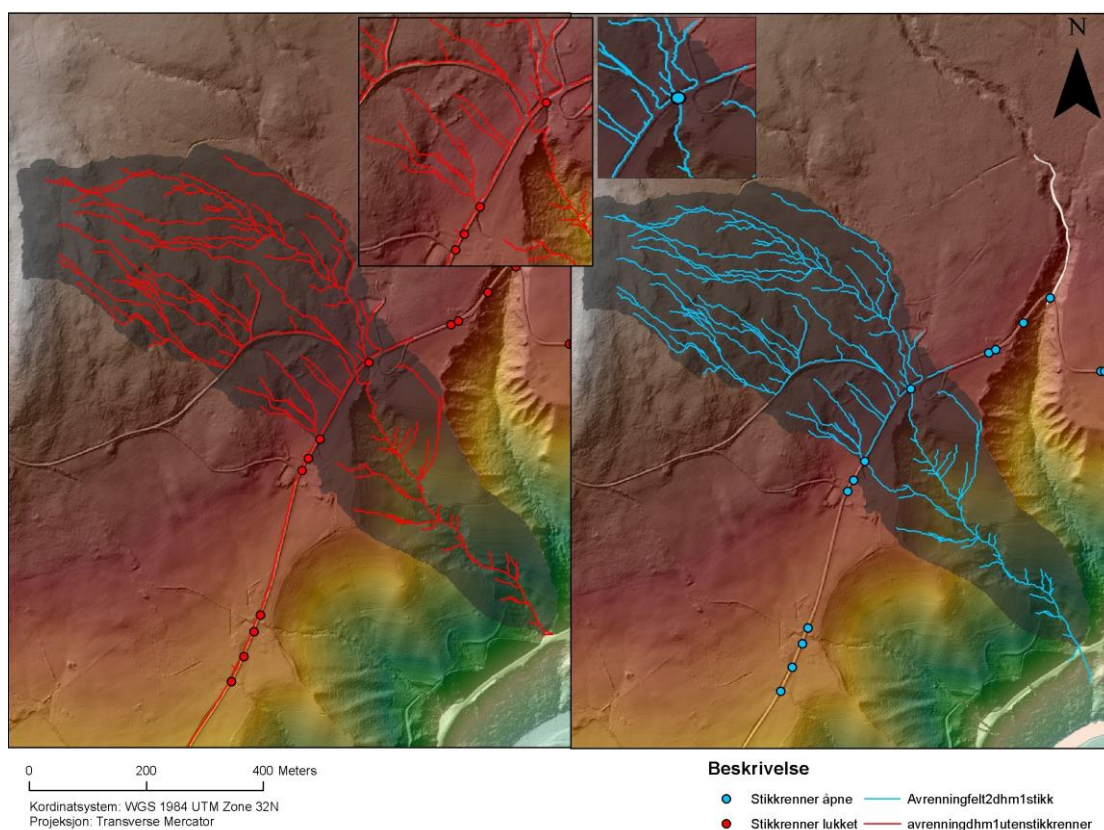 N
0 200 400 Meters
Kordinatsystem: WGS 1984 UTM Zone 32N
Projeksjon: Transverse Mercator
Beskrivelse
Stikkrenner åpne Avrenningfelt2dhm1stikk
Stikkrenner lukket avrenningdhm1utenstikkrenner